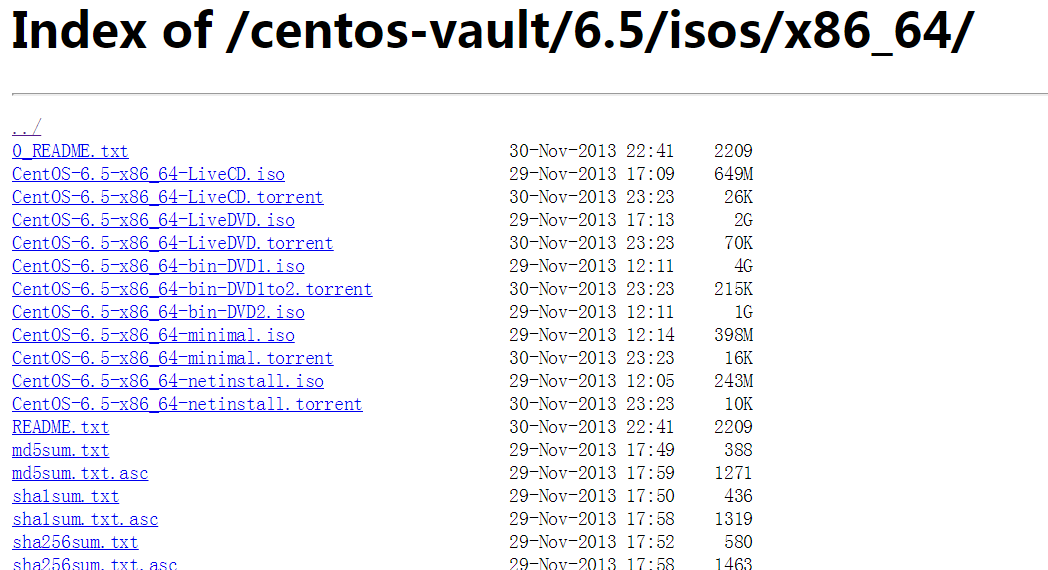 Index of /centos-vault/6.5/isos/x86_64/
../
0_README.txt 30-Nov-2013 22:41 2209
CentOS-6.5-x86_64-LiveCD.iso 29-Nov-2013 17:09 649M
CentOS-6.5-x86_64-LiveCD.torrent 30-Nov-2013 23:23 26K
CentOS-6.5-x86_64-LiveDVD.iso 29-Nov-2013 17:13 2G
CentOS-6.5-x86_64-LiveDVD.torrent 30-Nov-2013 23:23 70K
CentOS-6.5-x86_64-bin-DVD1.iso 29-Nov-2013 12:11 4G
CentOS-6.5-x86_64-bin-DVD1to2.torrent 30-Nov-2013 23:23 215K
CentOS-6.5-x86_64-bin-DVD2.iso 29-Nov-2013 12:11 1G
CentOS-6.5-x86_64-minimal.iso 29-Nov-2013 12:14 398M
CentOS-6.5-x86_64-minimal.torrent 30-Nov-2013 23:23 16K
CentOS-6.5-x86_64-netinstall.iso 29-Nov-2013 12:05 243M
CentOS-6.5-x86_64-netinstall.torrent 30-Nov-2013 23:23 10K
README.txt 30-Nov-2013 22:41 2209
md5sum.txt 29-Nov-2013 17:49 388
md5sum.txt.asc 29-Nov-2013 17:59 1271
sha1sum.txt 29-Nov-2013 17:50 436
sha1sum.txt.asc 29-Nov-2013 17:58 1319
sha256sum.txt 29-Nov-2013 17:52 580
sha256sum.txt.asc 29-Nov-2013 17:58 1463